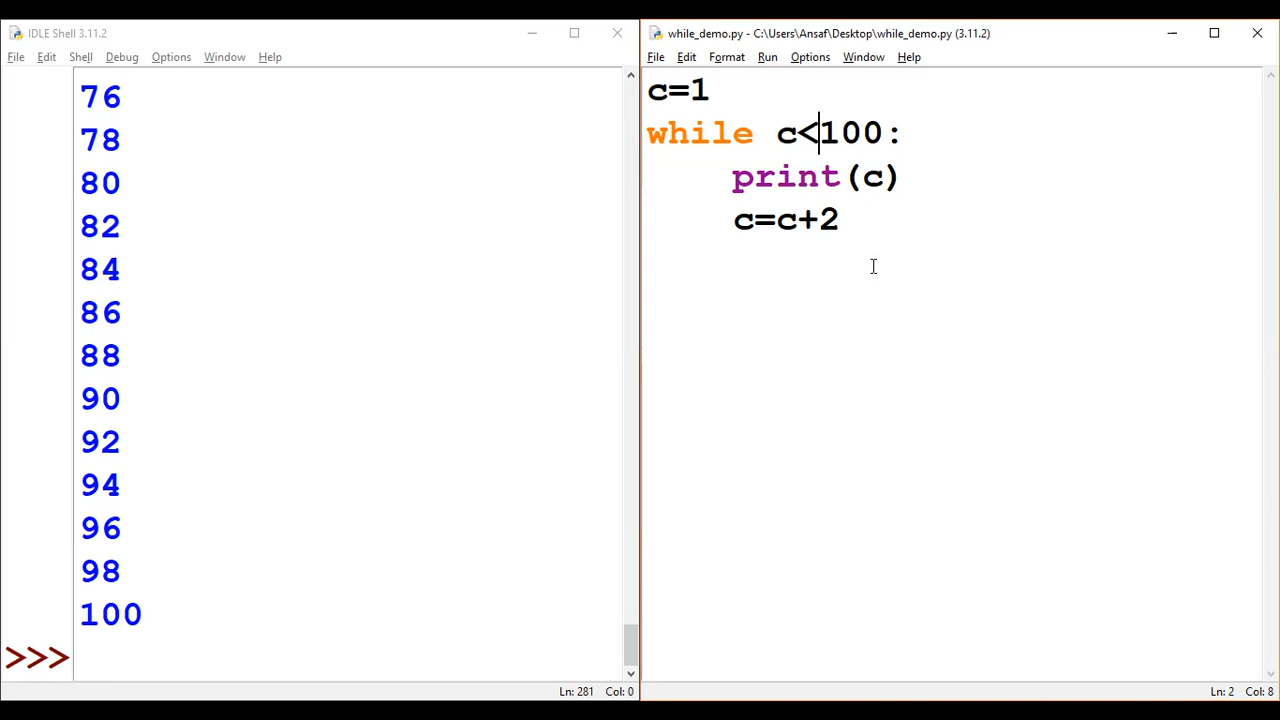 IDLE Shell 3.11.2
File Edit Shell Debug Options Window Help
76
78
80
82
84
86
88
90
92
94
96
98
100
>>>
Ln: 281 Col: 0
while_demo.py - C:\Users\Ansaf\Desktop\while_demo.py (3.11.2)
File Edit Format Run Options Window Help
c=1
while c<100:
    print(c)
    c=c+2
Ln: 2 Col: 8